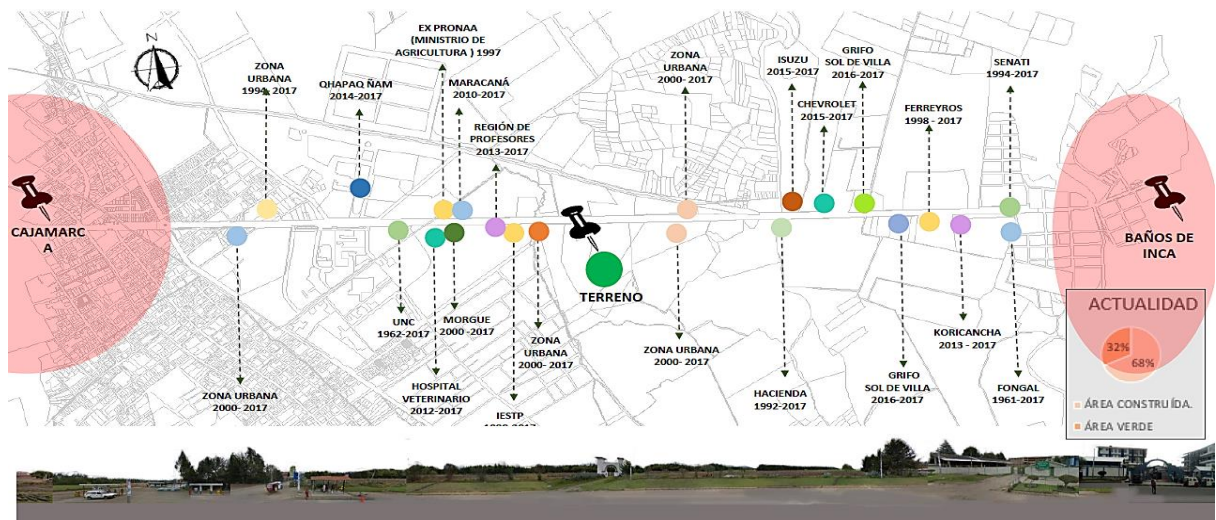 N
ZONA
URBANA
1994- 2017
QHAPAQ ÑAM
2014-2017
EX PRONAA
(MINISTRIO DE
AGRICULTURA ) 1997
MARACANÁ
2010-2017
REGIÓN DE
PROFESORES
2013-2017
ZONA
URBANA
2000- 2017
ISUZU
2015-2017
CHEVROLET
2015-2017
GRIFO
SOL DE VILLA
2016-2017
FERREYROS
1998 - 2017
SENATI
1994-2017
CAJAMARC
A
BAÑOS DE
INCA
TERRENO
ZONA URBANA
2000- 2017
UNC
1962-2017
HOSPITAL
VETERINARIO
2012-2017
MORGUE
2000 -2017
IESTP
ZONA
URBANA
2000- 2017
ZONA URBANA
2000- 2017
HACIENDA
1992-2017
GRIFO
SOL DE VILLA
2016-2017
KORICANCHA
2013 - 2017
FONGAL
1961-2017
ACTUALIDAD
32%
68%
ÁREA CONSTRUÍDA.
ÁREA VERDE